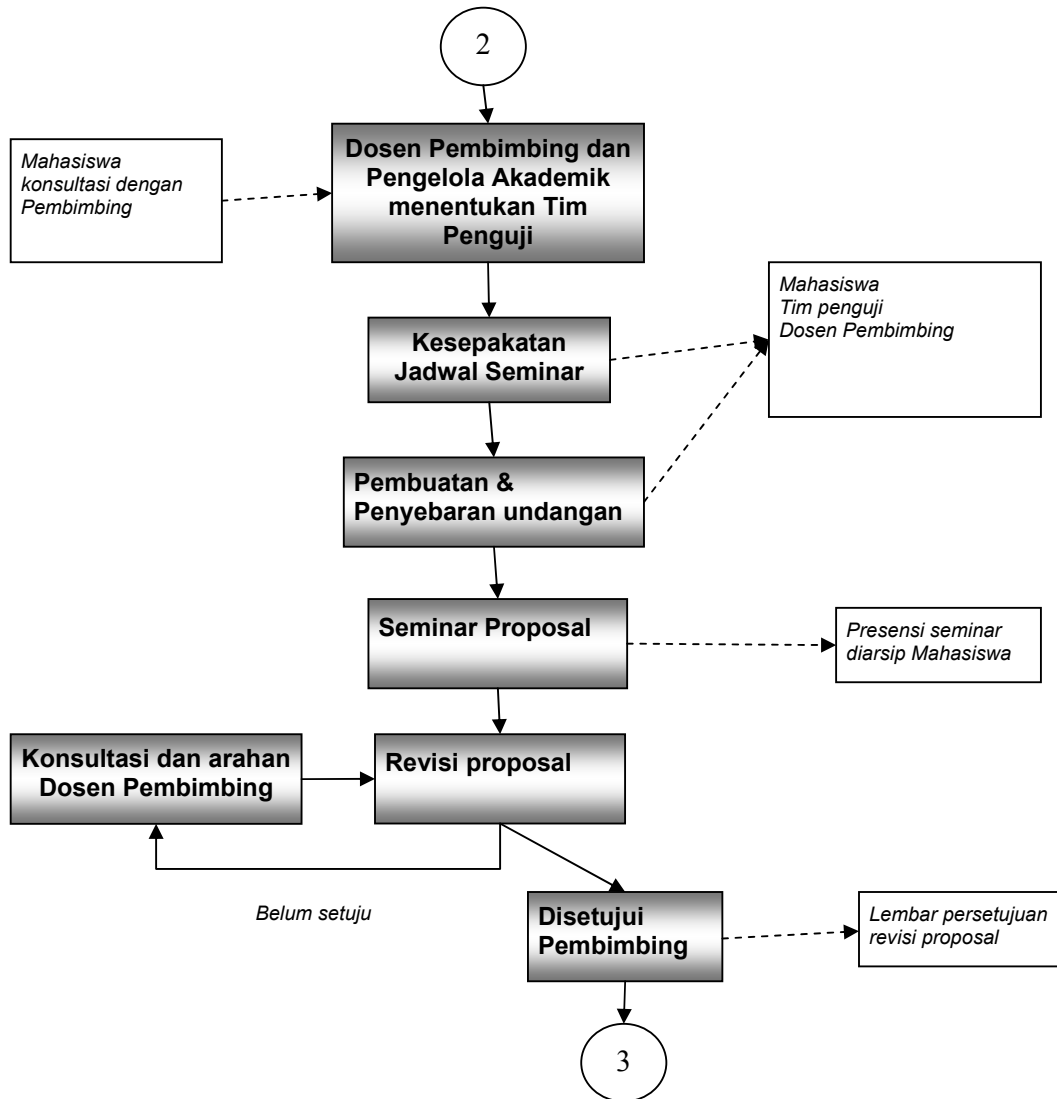 2
Dosen Pembimbing dan
Pengelola Akademik
menentukan Tim
Penguji
Mahasiswa
konsultasi dengan
Pembimbing
Mahasiswa
Tim penguji
Dosen Pembimbing
Kesepakatan
Jadwal Seminar
Pembuatan &
Penyebaran undangan
Seminar Proposal
Presensi seminar
diarsip Mahasiswa
Konsultasi dan arahan
Dosen Pembimbing
Revisi proposal
Belum setuju
Disetujui
Pembimbing
Lembar persetujuan
revisi proposal
3